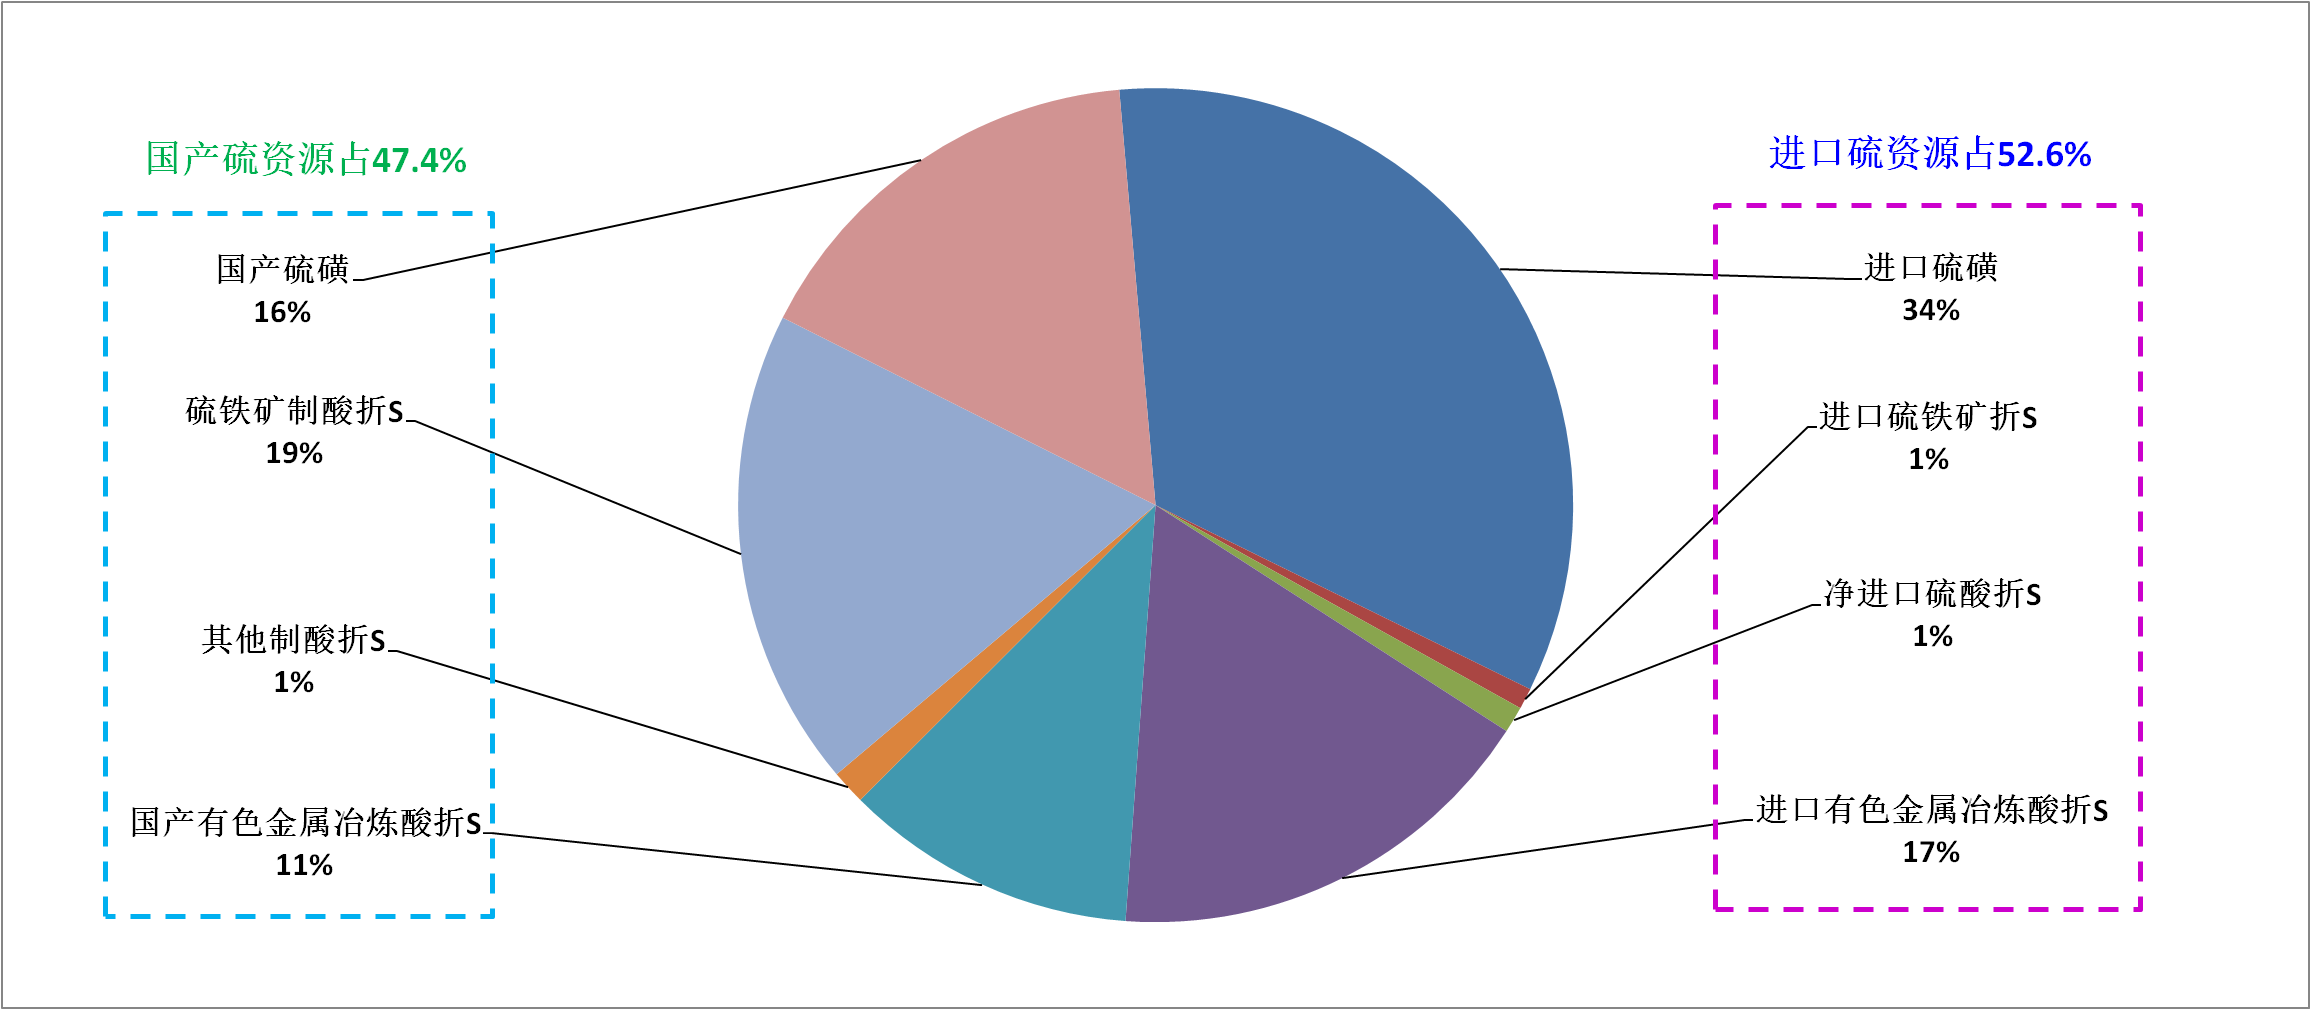 国产硫资源占47.4%
国产硫磺
16%
硫铁矿制酸折S
19%
其他制酸折S
1%
国产有色金属冶炼酸折S
11%
进口硫资源占52.6%
进口硫磺
34%
进口硫铁矿折S
1%
净进口硫酸折S
1%
进口有色金属冶炼酸折S
17%